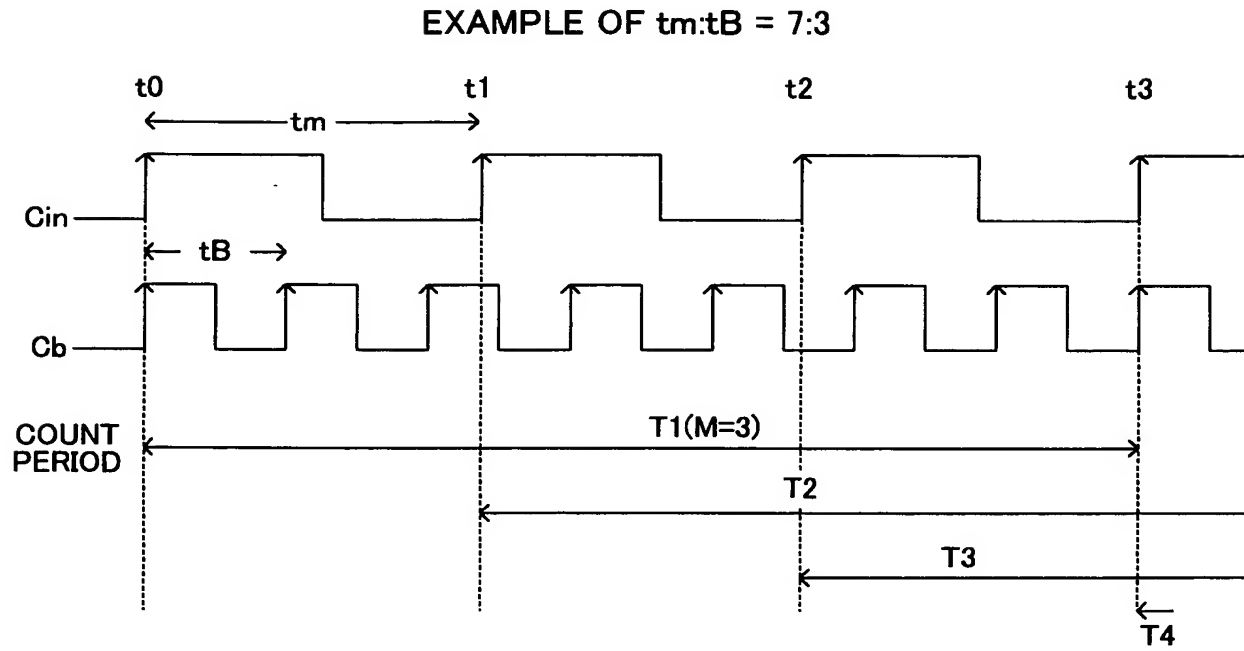 EXAMPLE OF tm:tB = 7:3
t0 t1 t2 t3
tm
Cin
tB
Cb
COUNT
PERIOD
T1(M=3)
T2
T3
T4